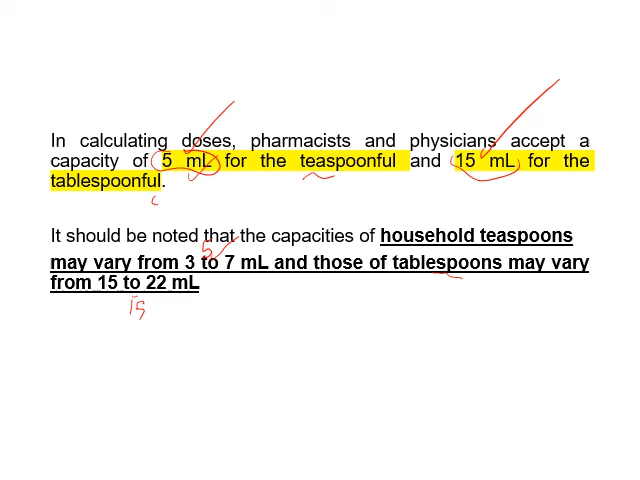 In calculating doses, pharmacists and physicians accept a
capacity of 5 mL for the teaspoonful and 15 mL for the
tablespoonful.
It should be noted that the capacities of household teaspoons
5
may vary from 3 to 7 mL and those of tablespoons may vary
from 15 to 22 mL
15